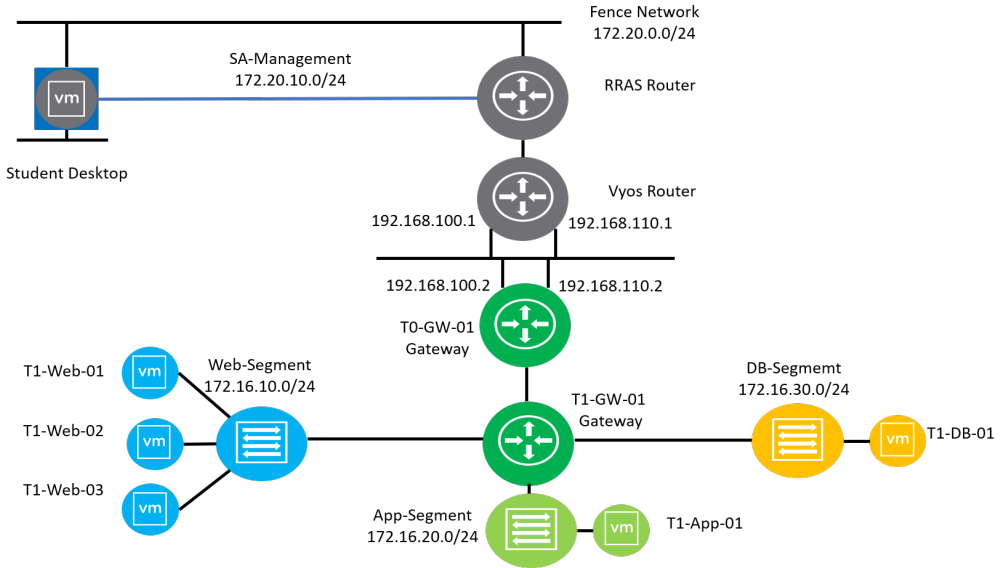 Fence Network
172.20.0.0/24
SA-Management
172.20.10.0/24
RRAS Router
vm
Student Desktop
Vyos Router
192.168.100.1
192.168.110.1
192.168.100.2
192.168.110.2
T0-GW-01
Gateway
T1-Web-01
vm
Web-Segment
172.16.10.0/24
DB-Segmemt
172.16.30.0/24
T1-GW-01
Gateway
T1-Web-02
vm
vm
T1-DB-01
T1-Web-03
vm
App-Segment
172.16.20.0/24
vm
T1-App-01